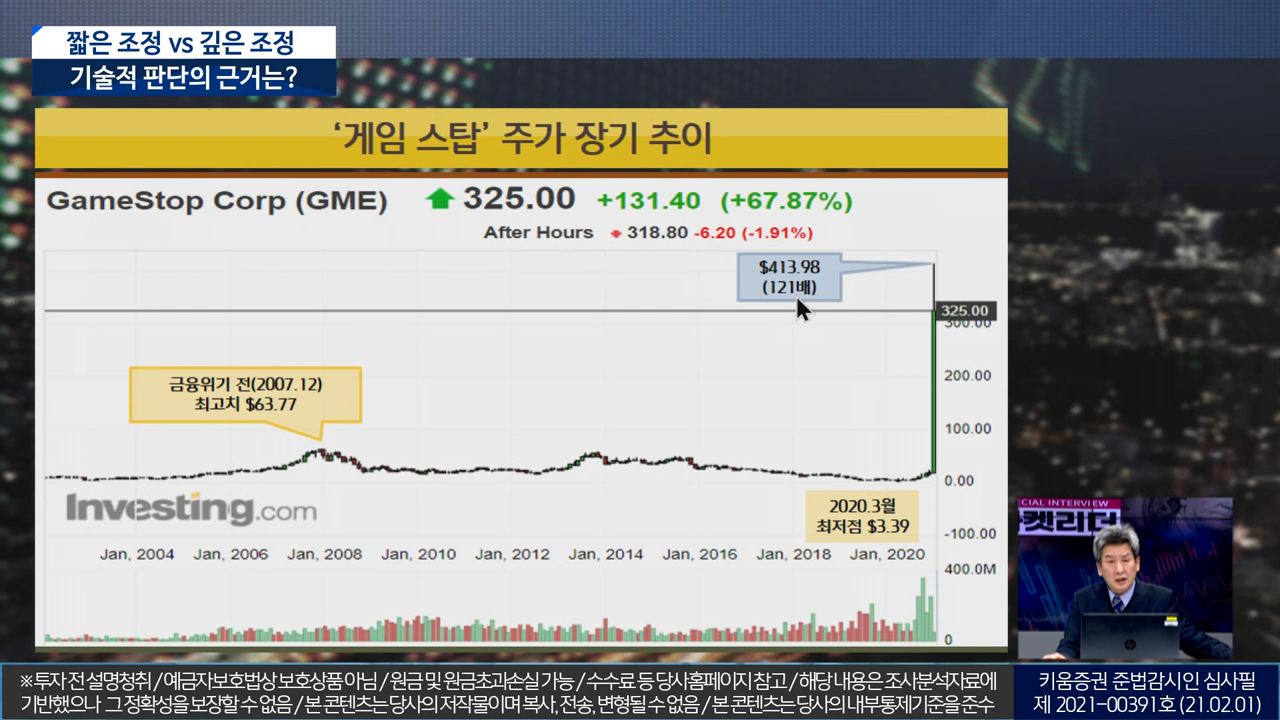 짧은 조정 vs 깊은 조정
기술적 판단의 근거는?
‘게임 스탑’ 주가 장기 추이
GameStop Corp (GME) 325.00 +131.40 (+67.87%)
After Hours 318.80 -6.20 (-1.91%)
$413.98
(121배)
325.00
300.00
200.00
100.00
0.00
-100.00
금융위기 전(2007.12)
최고치 $63.77
Investing.com
2020.3월
최저점 $3.39
Jan, 2004 Jan, 2006 Jan, 2008 Jan, 2010 Jan, 2012 Jan, 2014 Jan, 2016 Jan, 2018 Jan, 2020
400.0M
0
CIAL INTERVIEW
켓리더
※투자 전 설명청취 / 예금자보호법상 보호상품 아님 / 원금 및 원금초과손실 가능 / 수수료 등 당사홈페이지 참고 / 해당 내용은 조사분석자료에
기반했으나 그 정확성을 보장할 수 없음 / 본 콘텐츠는 당사의 저작물이며 복사, 전송, 변형될 수 없음 / 본 콘텐츠는 당사의 내부통제기준을 준수
키움증권 준법감시인 심사필
제 2021-00391호 (21.02.01)